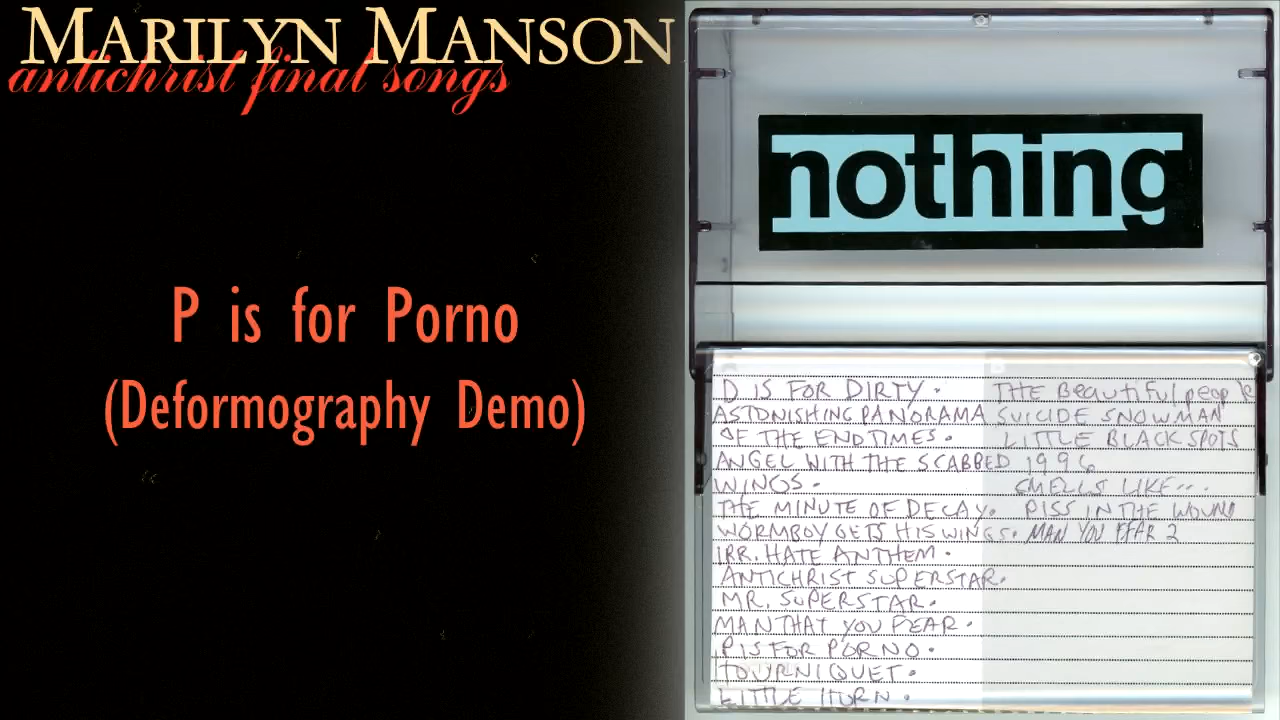 MARILYN MANSON
antichrist final songs
P is for Porno
(Deformography Demo)
nothing
D IS FOR DIRTY.
ASTONISHING PANORAMA
OF THE END TIMES.
ANGEL WITH THE SCABBED
WINGS.
THE MINUTE OF DECAY.
WORMBOY GETS HIS WINGS.
IRR. HATE ANTHEM.
ANTICHRIST SUPERSTAR.
MR. SUPERSTAR.
MAN THAT YOU FEAR.
P IS FOR PORNO.
TOURNIQUET.
LITTLE HORN.
THE Beautiful people
SUICIDE SNOWMAN
LITTLE BLACK SPOTS
1996
SMELLS LIKE...
PISS IN THE WOUND
MAN YOU FEAR 2